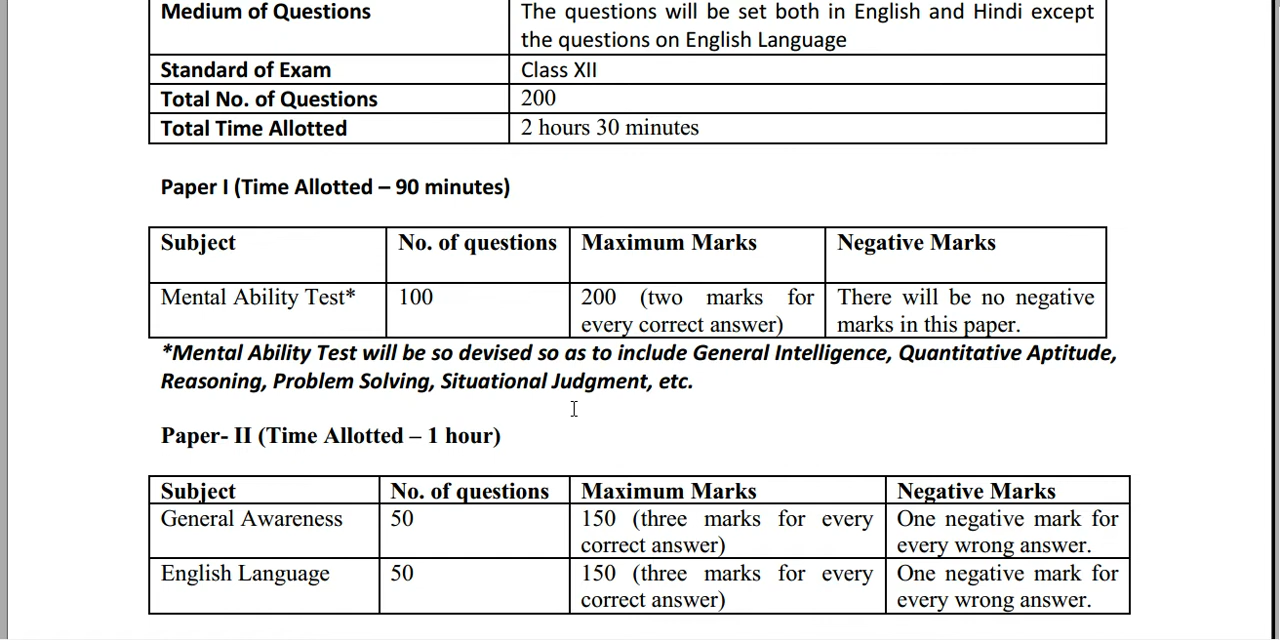 Medium of Questions
The questions will be set both in English and Hindi except
the questions on English Language
Standard of Exam
Class XII
Total No. of Questions
200
Total Time Allotted
2 hours 30 minutes
Paper I (Time Allotted – 90 minutes)
Subject
No. of questions
Maximum Marks
Negative Marks
Mental Ability Test*
100
200 (two marks for
every correct answer)
There will be no negative
marks in this paper.
*Mental Ability Test will be so devised so as to include General Intelligence, Quantitative Aptitude,
Reasoning, Problem Solving, Situational Judgment, etc.
Paper- II (Time Allotted – 1 hour)
Subject
No. of questions
Maximum Marks
Negative Marks
General Awareness
50
150 (three marks for every
correct answer)
One negative mark for
every wrong answer.
English Language
50
150 (three marks for every
correct answer)
One negative mark for
every wrong answer.